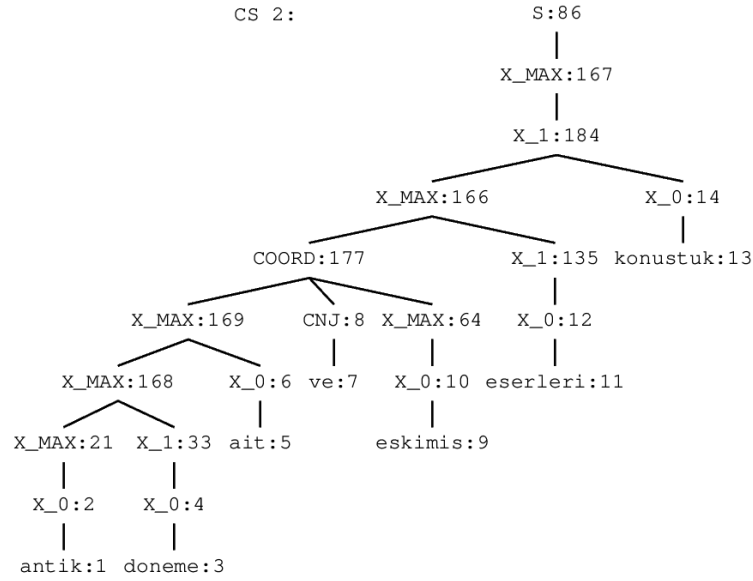 CS 2: S:86
X_MAX:167
X_1:184
X_MAX:166 X_0:14
COORD:177 X_1:135 konustuk:13
X_MAX:169 CNJ:8 X_MAX:64 X_0:12
X_MAX:168 X_0:6 ve:7 X_0:10 eserleri:11
X_MAX:21 X_1:33 ait:5 eskimis:9
X_0:2 X_0:4
antik:1 doneme:3